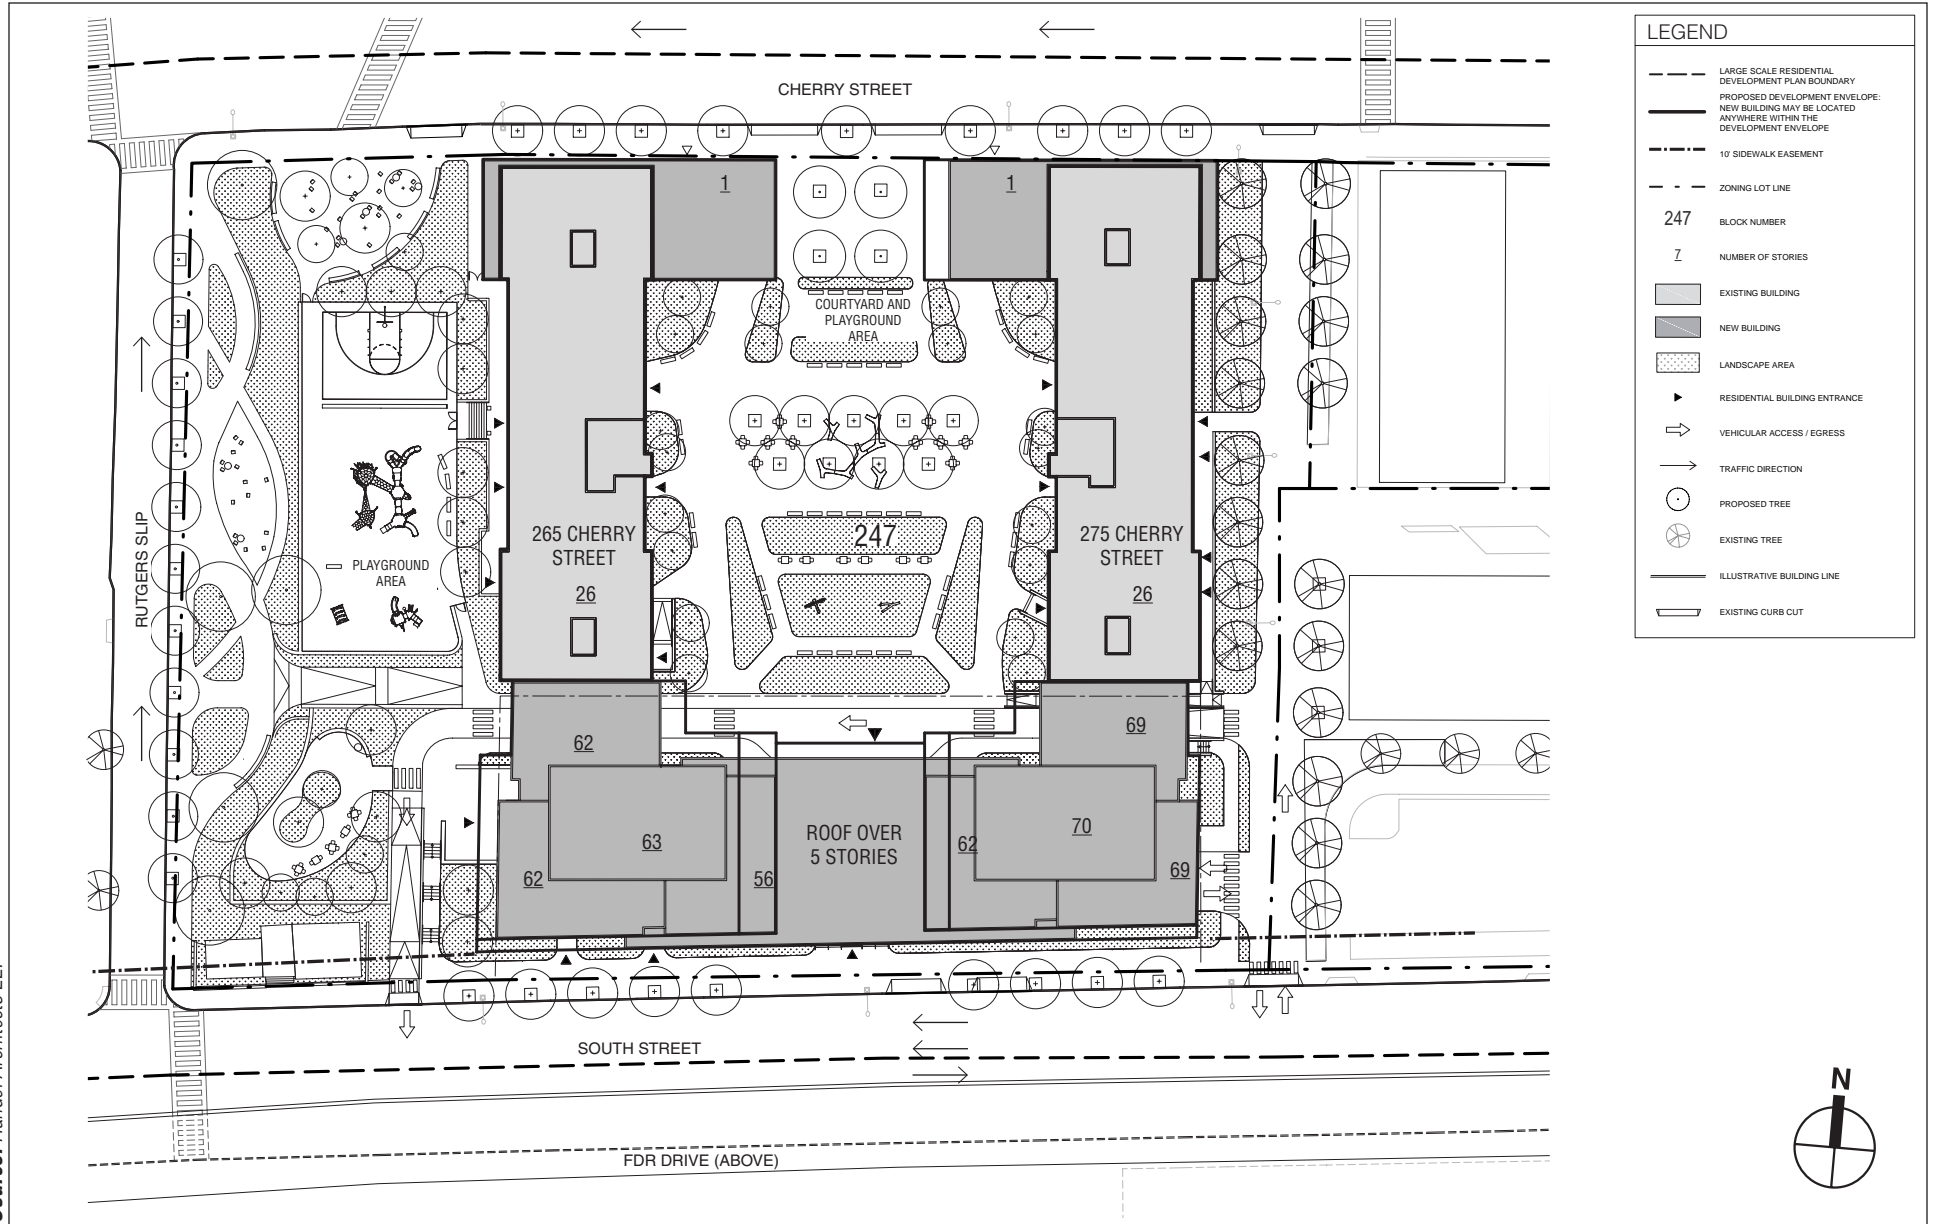 CHERRY STREET
1
1
COURTYARD AND
PLAYGROUND
AREA
RUTGERS SLIP
PLAYGROUND
AREA
265 CHERRY
STREET
26
247
275 CHERRY
STREET
26
62
69
63
ROOF OVER
5 STORIES
62
70
62
56
69
SOUTH STREET
FDR DRIVE (ABOVE)
LEGEND
LARGE SCALE RESIDENTIAL
DEVELOPMENT PLAN BOUNDARY
PROPOSED DEVELOPMENT ENVELOPE:
NEW BUILDING MAY BE LOCATED
ANYWHERE WITHIN THE
DEVELOPMENT ENVELOPE
10' SIDEWALK EASEMENT
ZONING LOT LINE
247 BLOCK NUMBER
7 NUMBER OF STORIES
EXISTING BUILDING
NEW BUILDING
LANDSCAPE AREA
RESIDENTIAL BUILDING ENTRANCE
VEHICULAR ACCESS / EGRESS
TRAFFIC DIRECTION
PROPOSED TREE
EXISTING TREE
ILLUSTRATIVE BUILDING LINE
EXISTING CURB CUT
N